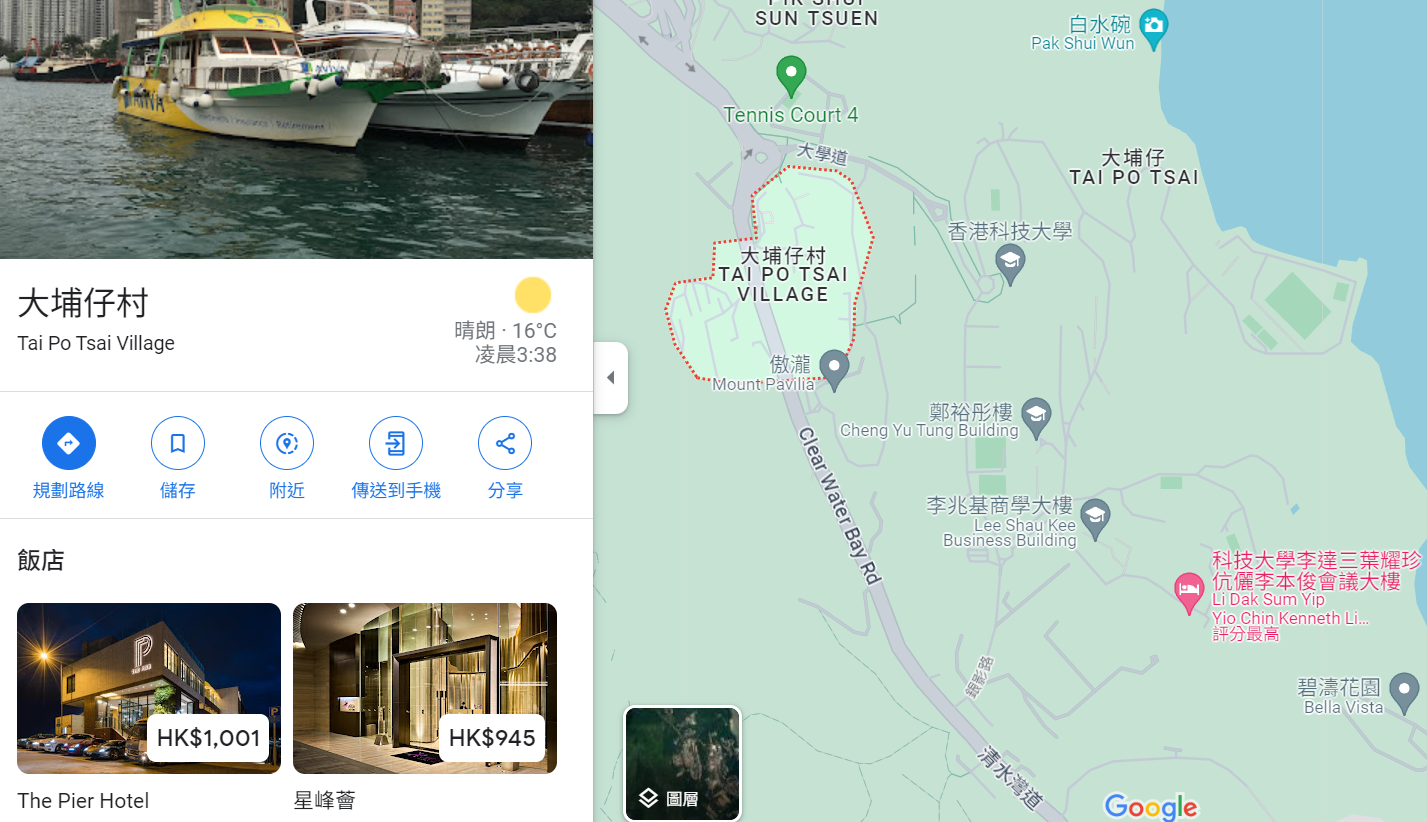 大埔仔村
Tai Po Tsai Village
晴朗 · 16°C
凌晨3:38
規劃路線
儲存
附近
傳送到手機
分享
飯店
HK$1,001
HK$945
The Pier Hotel
星峰薈
SUN TSUEN
白水碗
Pak Shui Wun
Tennis Court 4
大學道
大埔仔
TAI PO TSAI
香港科技大學
大埔仔村
TAI PO TSAI
VILLAGE
傲瀧
Mount Pavilia
鄭裕彤樓
Cheng Yu Tung Building
Clear Water Bay Rd
李兆基商學大樓
Lee Shau Kee
Business Building
科技大學李達三葉耀珍
伉儷李本俊會議大樓
Li Dak Sum Yip
Yio Chin Kenneth Li...
評分最高
銀影路
碧濤花園
Bella Vista
清水灣道
圖層
Google